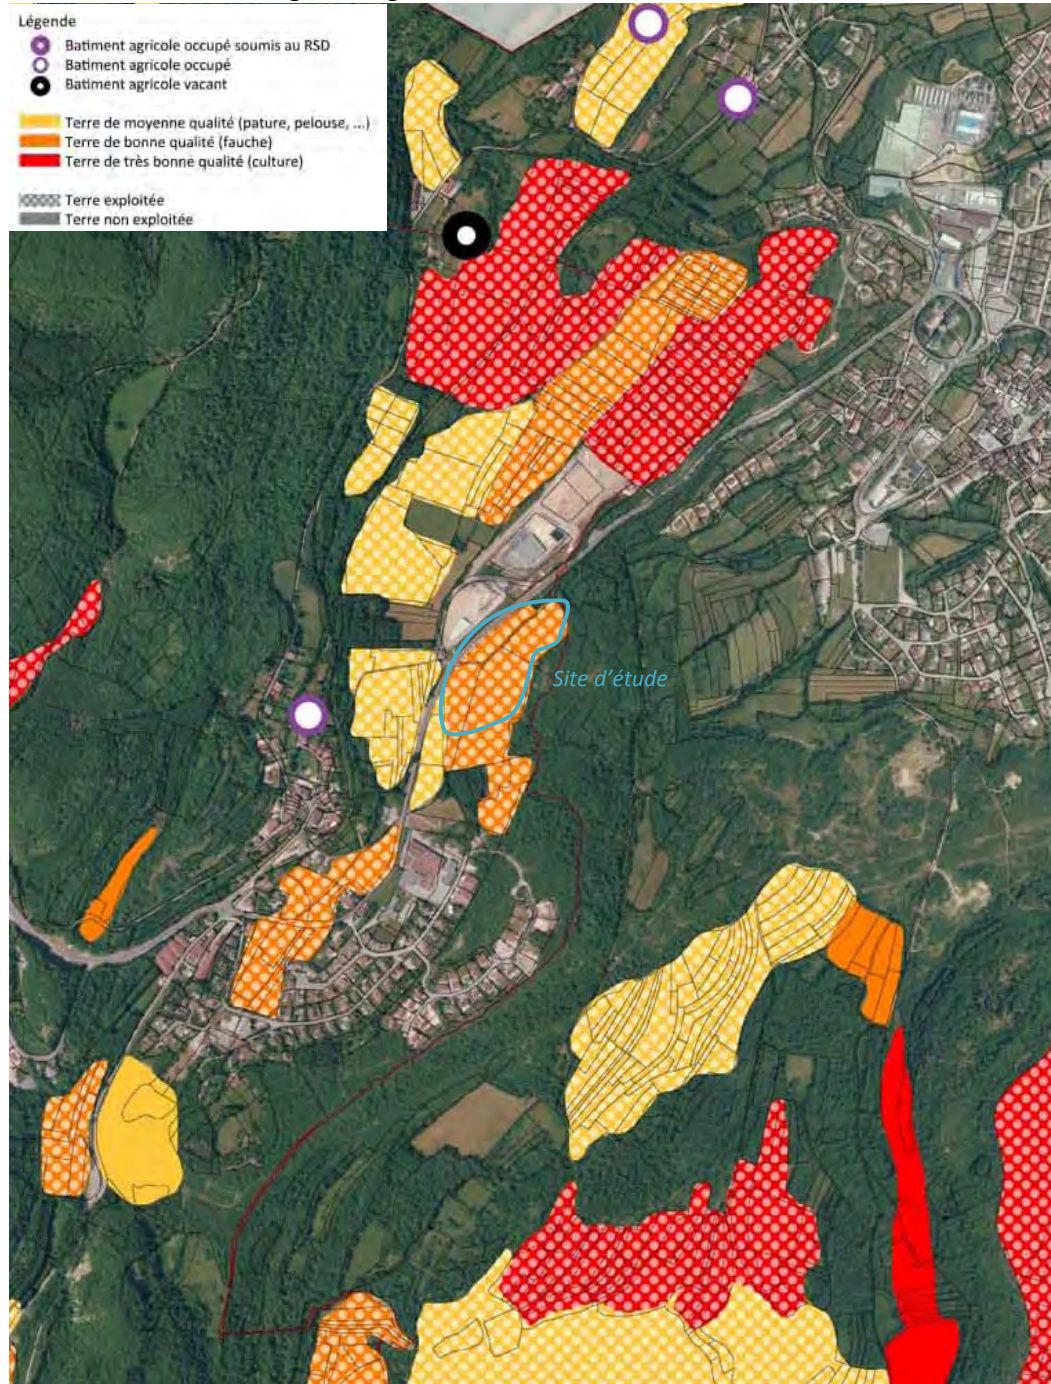 Légende
Batiment agricole occupé soumis au RSD
Batiment agricole occupé
Batiment agricole vacant
Terre de moyenne qualité (pature, pelouse, ...)
Terre de bonne qualité (fauche)
Terre de très bonne qualité (culture)
Terre exploitée
Terre non exploitée
Site d'étude